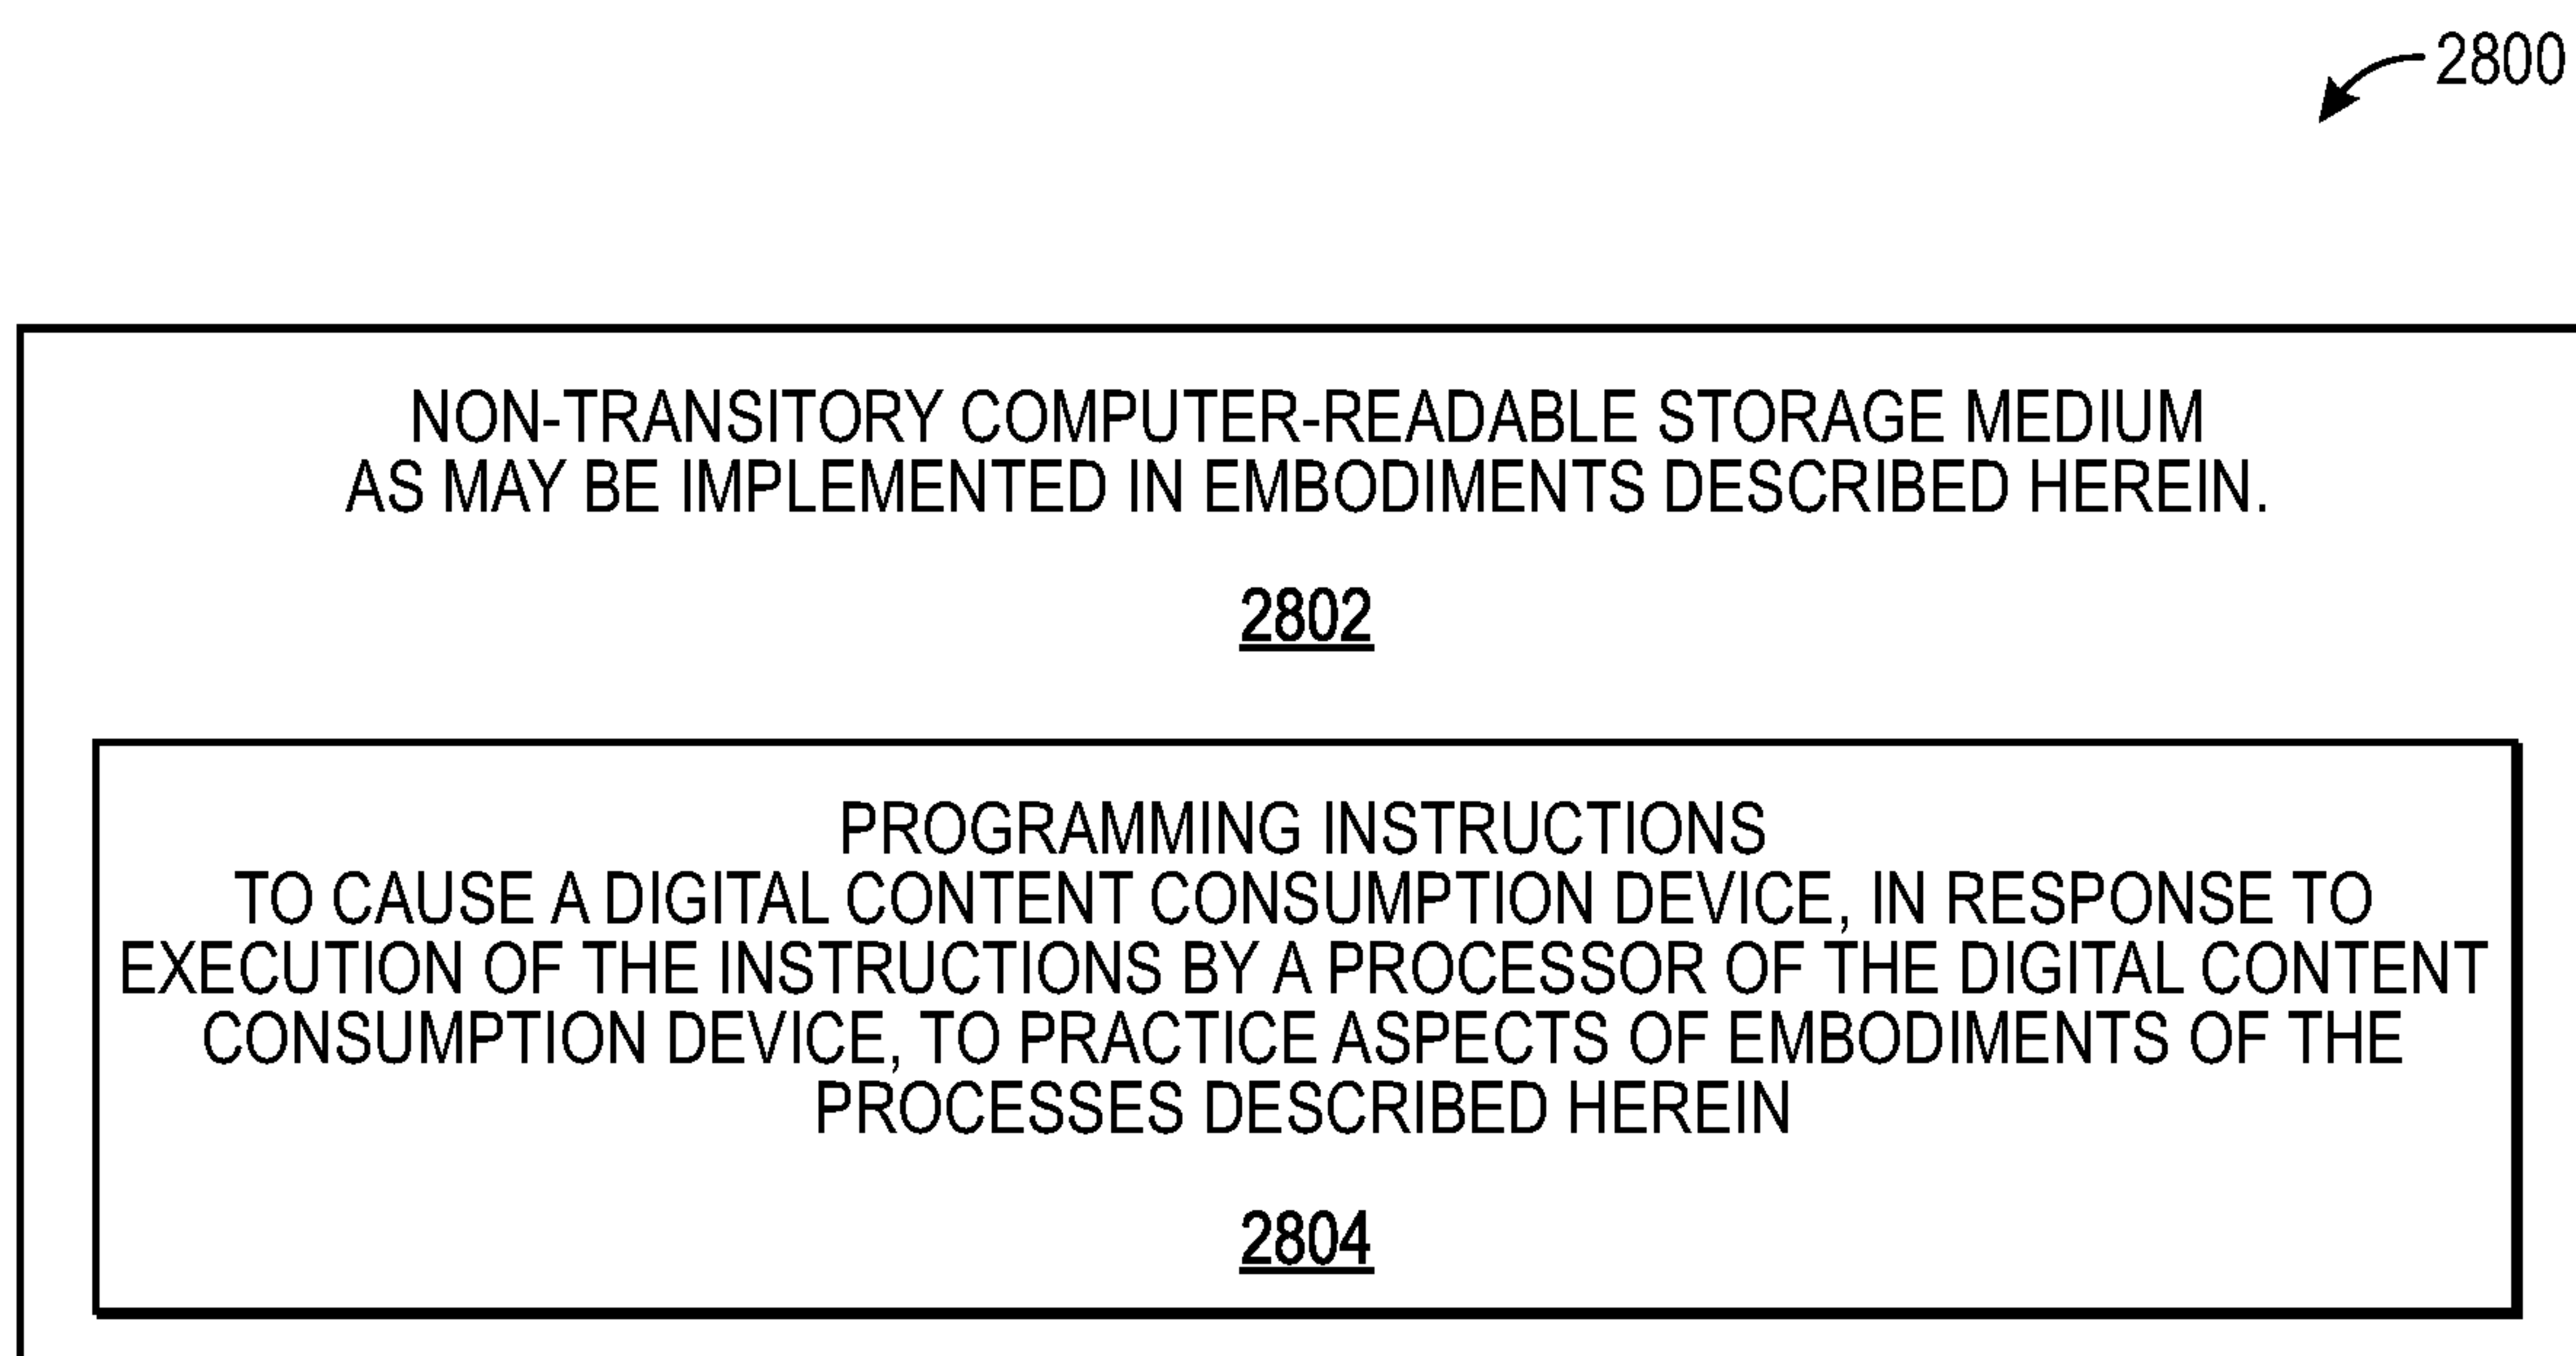 2800
NON-TRANSITORY COMPUTER-READABLE STORAGE MEDIUM
AS MAY BE IMPLEMENTED IN EMBODIMENTS DESCRIBED HEREIN.
2802
PROGRAMMING INSTRUCTIONS
TO CAUSE A DIGITAL CONTENT CONSUMPTION DEVICE, IN RESPONSE TO
EXECUTION OF THE INSTRUCTIONS BY A PROCESSOR OF THE DIGITAL CONTENT
CONSUMPTION DEVICE, TO PRACTICE ASPECTS OF EMBODIMENTS OF THE
PROCESSES DESCRIBED HEREIN
2804